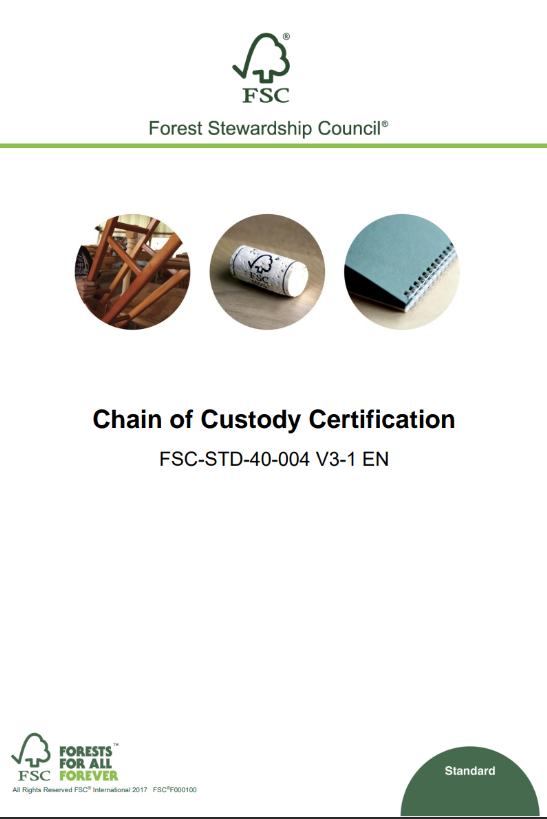 ®
FSC
Forest Stewardship Council®
FSC
Chain of Custody Certification
FSC-STD-40-004 V3-1 EN
FSC
FORESTS™
FOR ALL
FOREVER
All Rights Reserved FSC® International 2017 FSC®F000100
Standard